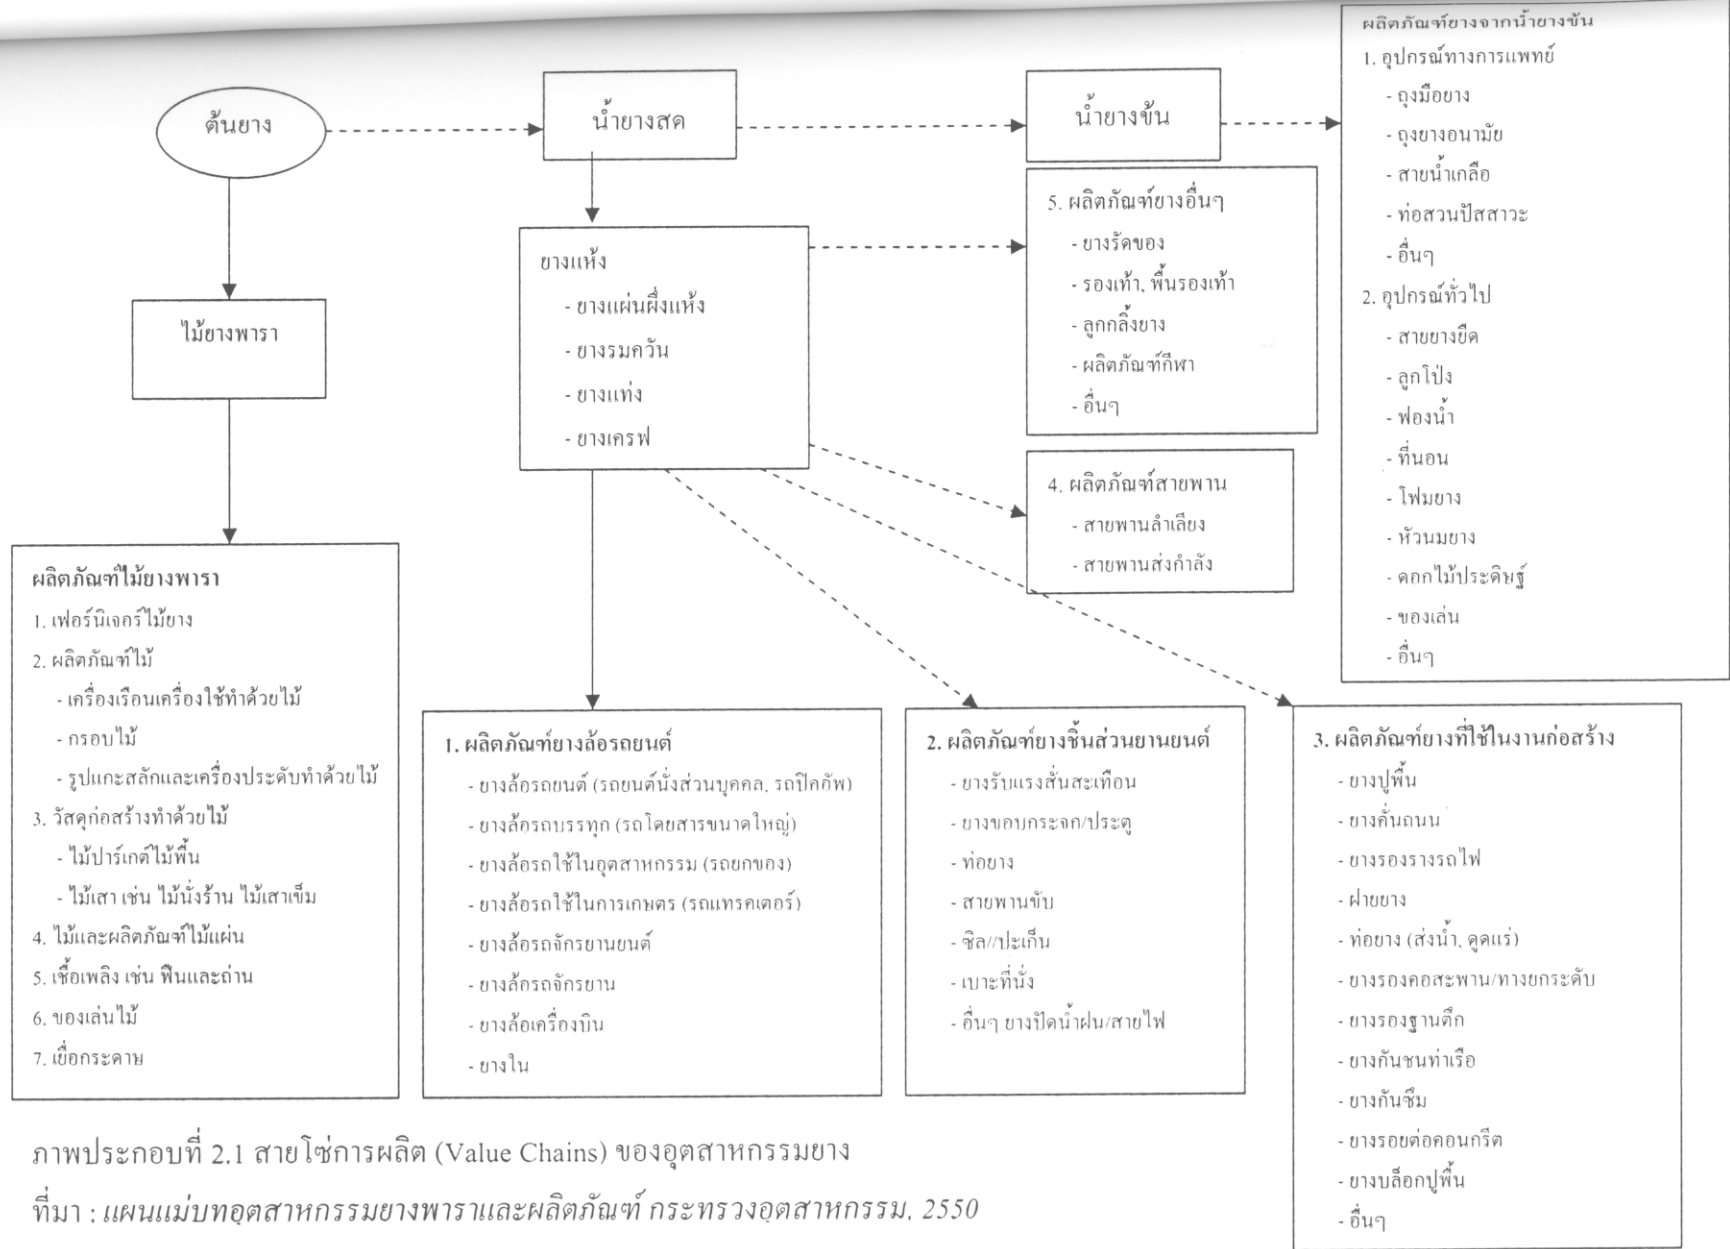 ต้นยาง
น้ำยางสด
น้ำยางข้น
ผลิตภัณฑ์ยางจากน้ำยางข้น
1. อุปกรณ์ทางการแพทย์
- ถุงมือยาง
- ถุงยางอนามัย
- สายน้ำเกลือ
- ท่อสวนปัสสาวะ
- อื่นๆ
2. อุปกรณ์ทั่วไป
- สายยางยืด
- ลูกโป่ง
- ฟองน้ำ
- ที่นอน
- โฟมยาง
- หัวนมยาง
- ดอกไม้ประดิษฐ์
- ของเล่น
- อื่นๆ
ไม้ยางพารา
ยางแห้ง
- ยางแผ่นผึ่งแห้ง
- ยางรมควัน
- ยางแท่ง
- ยางเครฟ
5. ผลิตภัณฑ์ยางอื่นๆ
- ยางรัดของ
- รองเท้า, พื้นรองเท้า
- ลูกกลิ้งยาง
- ผลิตภัณฑ์กีฬา
- อื่นๆ
4. ผลิตภัณฑ์สายพาน
- สายพานลำเลียง
- สายพานส่งกำลัง
ผลิตภัณฑ์ไม้ยางพารา
1. เฟอร์นิเจอร์ไม้ยาง
2. ผลิตภัณฑ์ไม้
- เครื่องเรือนเครื่องใช้ทำด้วยไม้
- กรอบไม้
- รูปแกะสลักและเครื่องประดับทำด้วยไม้
3. วัสดุก่อสร้างทำด้วยไม้
- ไม้ปาร์เกต์ไม้พื้น
- ไม้เสา เช่น ไม้นั่งร้าน ไม้เสาเข็ม
4. ไม้และผลิตภัณฑ์ไม้แผ่น
5. เชื้อเพลิง เช่น ฟืนและถ่าน
6. ของเล่นไม้
7. เยื่อกระดาษ
1. ผลิตภัณฑ์ยางล้อรถยนต์
- ยางล้อรถยนต์ (รถยนต์นั่งส่วนบุคคล, รถปิคอัพ)
- ยางล้อรถบรรทุก (รถโดยสารขนาดใหญ่)
- ยางล้อรถใช้ในอุตสาหกรรม (รถยกของ)
- ยางล้อรถใช้ในการเกษตร (รถแทรคเตอร์)
- ยางล้อรถจักรยานยนต์
- ยางล้อรถจักรยาน
- ยางล้อเครื่องบิน
- ยางใน
2. ผลิตภัณฑ์ยางชิ้นส่วนยานยนต์
- ยางรับแรงสั่นสะเทือน
- ยางขอบกระจก/ประตู
- ท่อยาง
- สายพานขับ
- ซิล//ปะเก็น
- เบาะที่นั่ง
- อื่นๆ ยางปัดน้ำฝน/สายไฟ
3. ผลิตภัณฑ์ยางที่ใช้ในงานก่อสร้าง
- ยางปูพื้น
- ยางคั่นถนน
- ยางรองรางรถไฟ
- ฝายยาง
- ท่อยาง (ส่งน้ำ, ดูดแร่)
- ยางรองคอสะพาน/ทางยกระดับ
- ยางรองฐานตึก
- ยางกันชนท่าเรือ
- ยางกันซึม
- ยางรอยต่อคอนกรีต
- ยางบล็อกปูพื้น
- อื่นๆ
ภาพประกอบที่ 2.1 สายโซ่การผลิต (Value Chains) ของอุตสาหกรรมยาง
ที่มา : แผนแม่บทอุตสาหกรรมยางพาราและผลิตภัณฑ์ กระทรวงอุตสาหกรรม, 2550